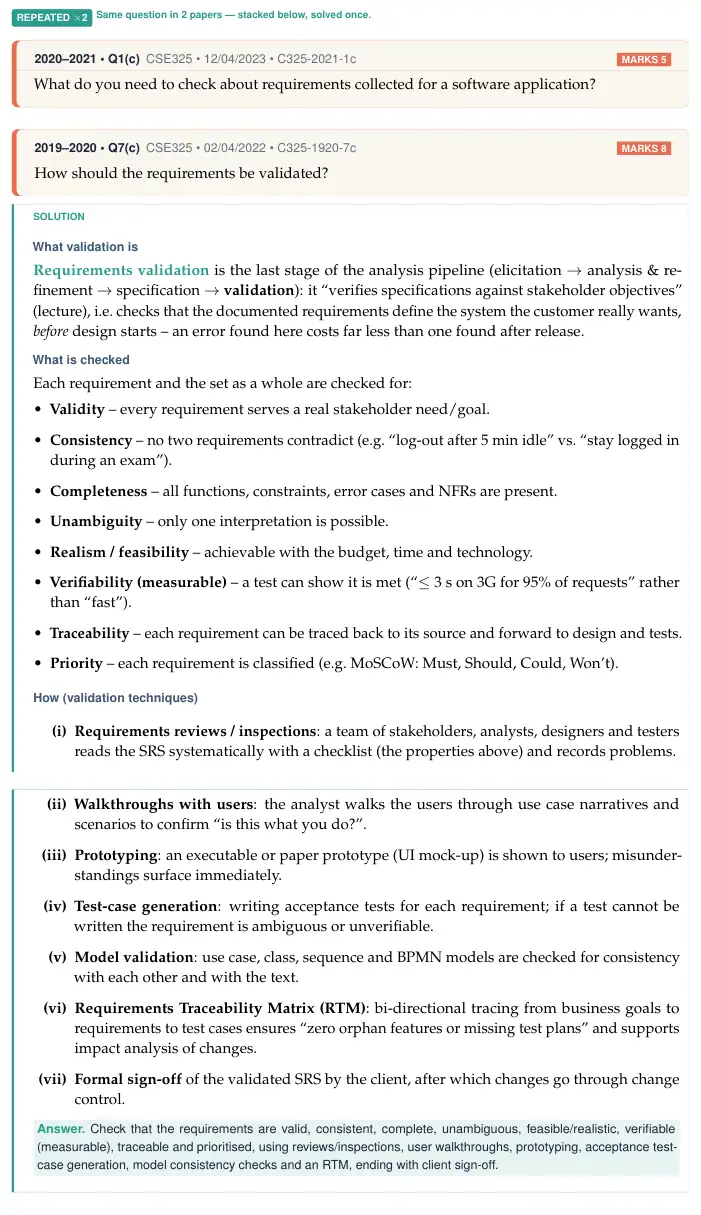 REPEATED ×2 Same question in 2 papers — stacked below, solved once.
2020–2021 • Q1(c) CSE325 • 12/04/2023 • C325-2021-1c MARKS 5
What do you need to check about requirements collected for a software application?
2019–2020 • Q7(c) CSE325 • 02/04/2022 • C325-1920-7c MARKS 8
How should the requirements be validated?
SOLUTION
What validation is
Requirements validation is the last stage of the analysis pipeline (elicitation → analysis & re-
finement → specification → validation): it “verifies specifications against stakeholder objectives”
(lecture), i.e. checks that the documented requirements define the system the customer really wants,
before design starts – an error found here costs far less than one found after release.
What is checked
Each requirement and the set as a whole are checked for:
• Validity – every requirement serves a real stakeholder need/goal.
• Consistency – no two requirements contradict (e.g. “log-out after 5 min idle” vs. “stay logged in
during an exam”).
• Completeness – all functions, constraints, error cases and NFRs are present.
• Unambiguity – only one interpretation is possible.
• Realism / feasibility – achievable with the budget, time and technology.
• Verifiability (measurable) – a test can show it is met (“≤ 3 s on 3G for 95% of requests” rather
than “fast”).
• Traceability – each requirement can be traced back to its source and forward to design and tests.
• Priority – each requirement is classified (e.g. MoSCoW: Must, Should, Could, Won’t).
How (validation techniques)
(i) Requirements reviews / inspections: a team of stakeholders, analysts, designers and testers
reads the SRS systematically with a checklist (the properties above) and records problems.
(ii) Walkthroughs with users: the analyst walks the users through use case narratives and
scenarios to confirm “is this what you do?”.
(iii) Prototyping: an executable or paper prototype (UI mock-up) is shown to users; misunder-
standings surface immediately.
(iv) Test-case generation: writing acceptance tests for each requirement; if a test cannot be
written the requirement is ambiguous or unverifiable.
(v) Model validation: use case, class, sequence and BPMN models are checked for consistency
with each other and with the text.
(vi) Requirements Traceability Matrix (RTM): bi-directional tracing from business goals to
requirements to test cases ensures “zero orphan features or missing test plans” and supports
impact analysis of changes.
(vii) Formal sign-off of the validated SRS by the client, after which changes go through change
control.
Answer. Check that the requirements are valid, consistent, complete, unambiguous, feasible/realistic, verifiable
(measurable), traceable and prioritised, using reviews/inspections, user walkthroughs, prototyping, acceptance test-
case generation, model consistency checks and an RTM, ending with client sign-off.